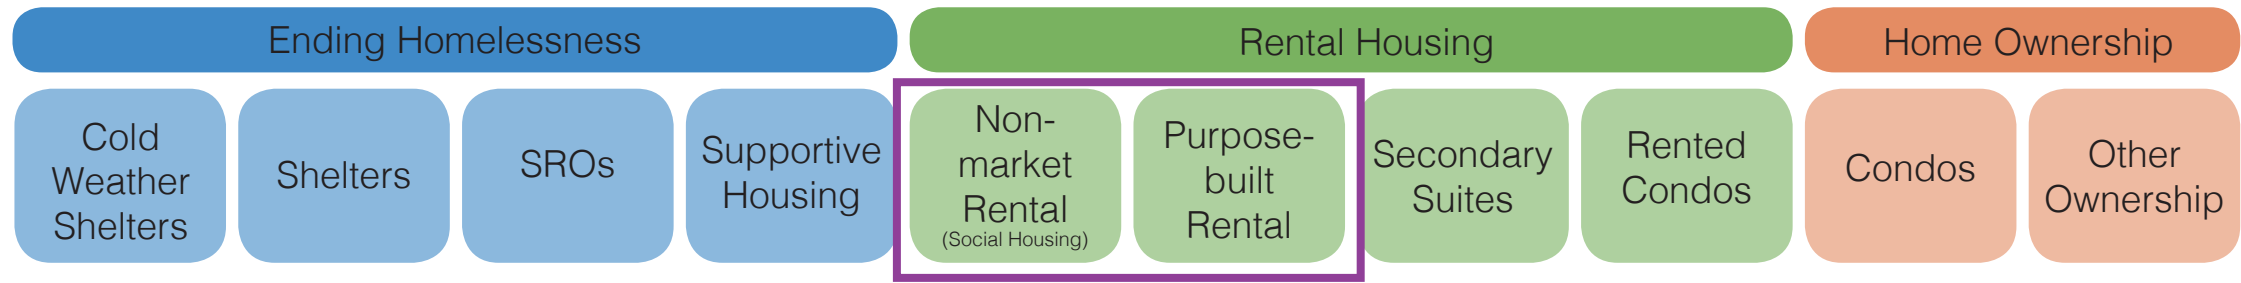 Ending Homelessness
Rental Housing
Home Ownership
Cold
Weather
Shelters
Shelters
SROs
Supportive
Housing
Non-
market
Rental
(Social Housing)
Purpose-
built
Rental
Secondary
Suites
Rented
Condos
Condos
Other
Ownership